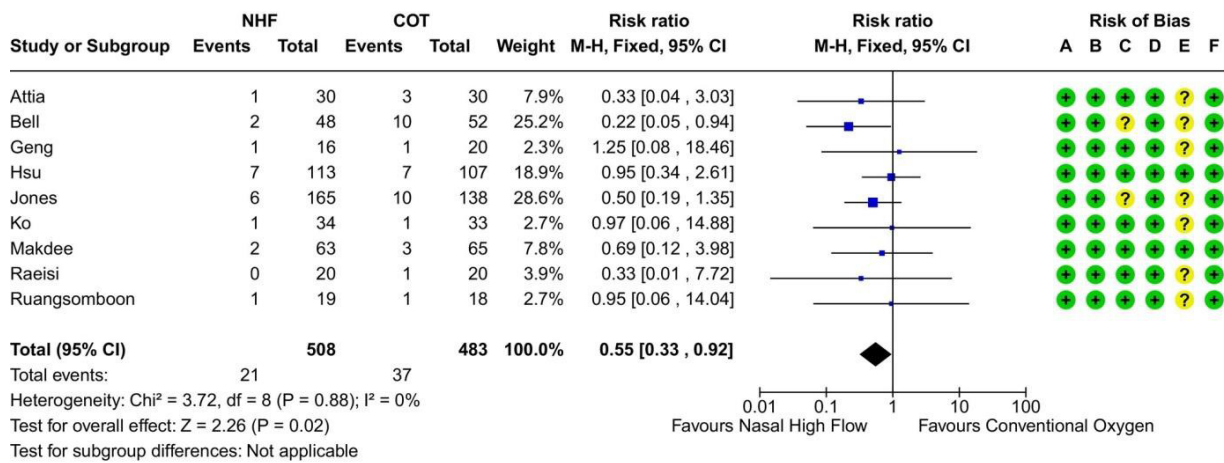 NHF COT Risk ratio Risk ratio Risk of Bias
Study or Subgroup Events Total Events Total Weight M-H, Fixed, 95% CI M-H, Fixed, 95% CI A B C D E F
Attia 1 30 3 30 7.9% 0.33 [0.04 , 3.03] + + + + ? +
Bell 2 48 10 52 25.2% 0.22 [0.05 , 0.94] + + ? + ? +
Geng 1 16 1 20 2.3% 1.25 [0.08 , 18.46] + + + + ? +
Hsu 7 113 7 107 18.9% 0.95 [0.34 , 2.61] + + + + + +
Jones 6 165 10 138 28.6% 0.50 [0.19 , 1.35] + + ? + ? +
Ko 1 34 1 33 2.7% 0.97 [0.06 , 14.88] + + + + ? +
Makdee 2 63 3 65 7.8% 0.69 [0.12 , 3.98] + + + + + +
Raeisi 0 20 1 20 3.9% 0.33 [0.01 , 7.72] + + + + ? +
Ruangsomboon 1 19 1 18 2.7% 0.95 [0.06 , 14.04] + + + + ? +
Total (95% CI) 508 483 100.0% 0.55 [0.33 , 0.92]
Total events: 21 37
Heterogeneity: Chi² = 3.72, df = 8 (P = 0.88); I² = 0%
Test for overall effect: Z = 2.26 (P = 0.02)
Test for subgroup differences: Not applicable
0.01 0.1 1 10 100
Favours Nasal High Flow Favours Conventional Oxygen